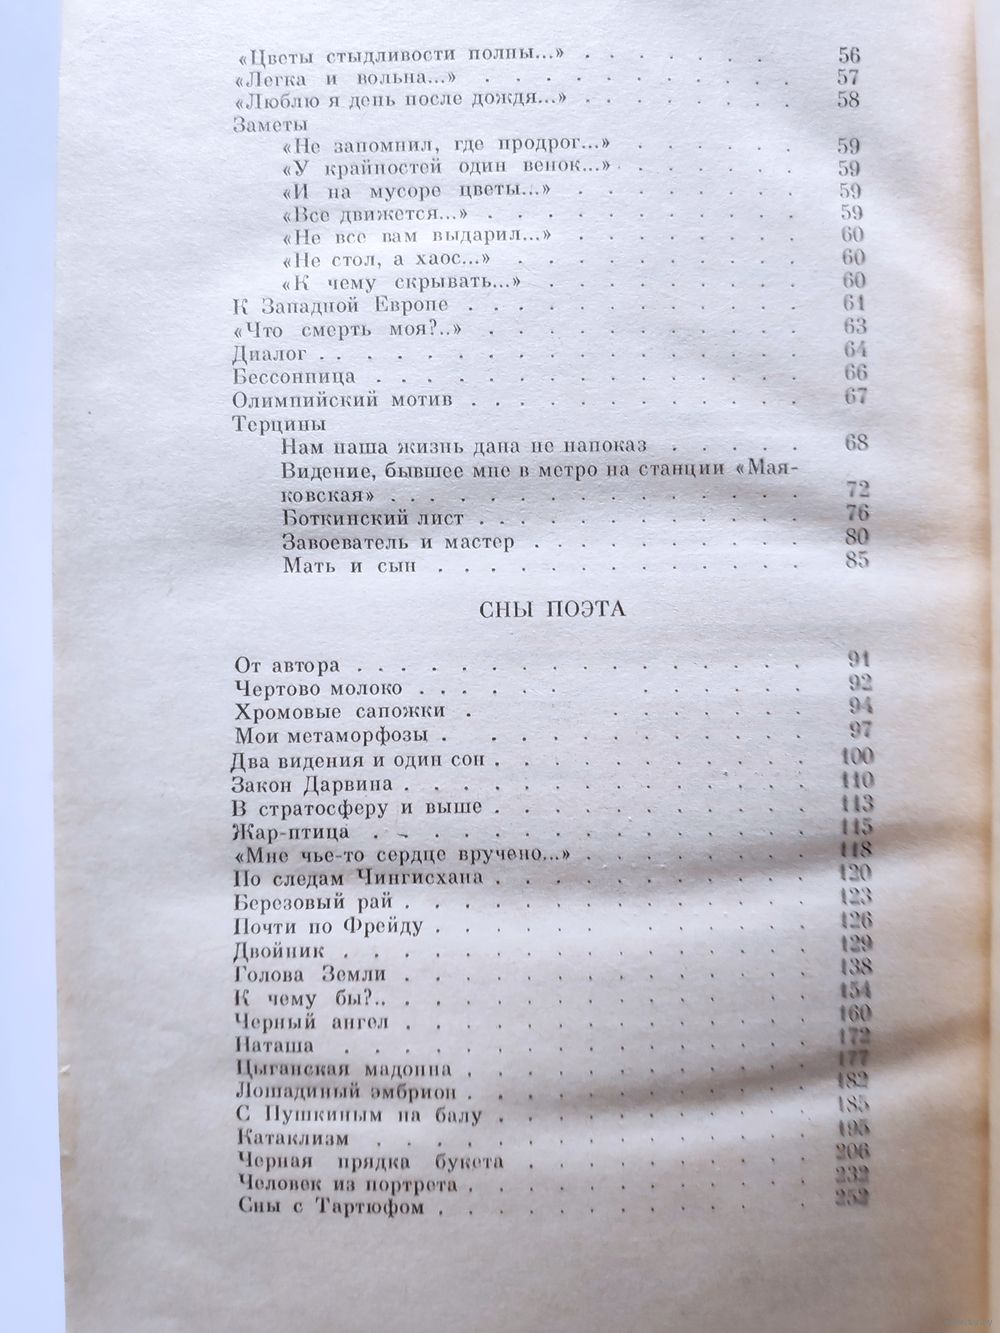 «Цветы стыдливости полны...» . . . . . . . 56
«Легка и вольна...» . . . . . . . . . . 57
«Люблю я день после дождя...» . . . . . . . 58
Заметы
«Не запомнил, где продрог...» . . . . . . 59
«У крайностей один венок...» . . . . . . 59
«И на мусоре цветы...» . . . . . . . . 59
«Все движется...» . . . . . . . . . . 59
«Не все вам выдарил...» . . . . . . . . 60
«Не стол, а хаос...» . . . . . . . . . 60
«К чему скрывать...» . . . . . . . . . 60
К Западной Европе . . . . . . . . . . . 61
«Что смерть моя?..» . . . . . . . . . . 63
Диалог . . . . . . . . . . . . . . . 64
Бессонница . . . . . . . . . . . . . . 66
Олимпийский мотив . . . . . . . . . . . 67
Терцины
Нам наша жизнь дана не напоказ . . . . . 68
Видение, бывшее мне в метро на станции «Мая-
ковская» . . . . . . . . . . . . . . 72
Боткинский лист . . . . . . . . . . . 76
Завоеватель и мастер . . . . . . . . . 80
Мать и сын . . . . . . . . . . . . . 85
СНЫ ПОЭТА
От автора . . . . . . . . . . . . . . . 91
Чертово молоко . . . . . . . . . . . . 92
Хромовые сапожки . . . . . . . . . . 94
Мои метаморфозы . . . . . . . . . . . . 97
Два видения и один сон . . . . . . . . . . 100
Закон Дарвина . . . . . . . . . . . . . 110
В стратосферу и выше . . . . . . . . . . 113
Жар-птица . . . . . . . . . . . . . . 115
«Мне чье-то сердце вручено...» . . . . . . . 118
По следам Чингисхана . . . . . . . . . . 120
Березовый рай . . . . . . . . . . . . . 123
Почти по Фрейду . . . . . . . . . . . . 126
Двойник . . . . . . . . . . . . . . . 129
Голова Земли . . . . . . . . . . . . . 138
К чему бы?.. . . . . . . . . . . . . . 154
Черный ангел . . . . . . . . . . . . . 160
Наташа . . . . . . . . . . . . . . . 172
Цыганская мадонна . . . . . . . . . . . 177
Лошадиный эмбрион . . . . . . . . . . . 182
С Пушкиным на балу . . . . . . . . . . 185
Катаклизм . . . . . . . . . . . . . . 195
Черная прядка букета . . . . . . . . . 206
Человек из портрета . . . . . . . . . . . 232
Сны с Тартюфом . . . . . . . . . . . . 252